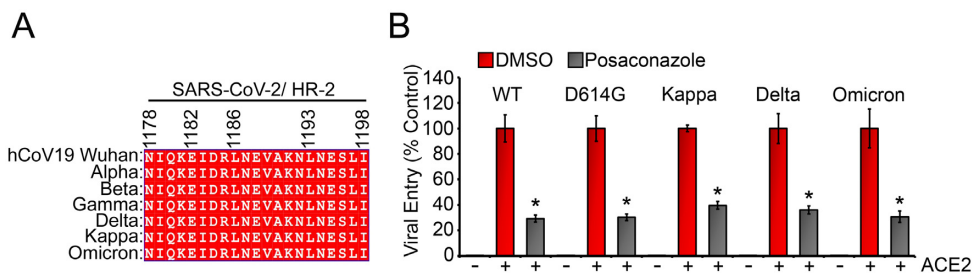 A
SARS-CoV-2/ HR-2
1178 1182 1186 1193 1198
hCoV19 Wuhan:NIQKEIDRLNEVAKNLNESLI
Alpha:NIQKEIDRLNEVAKNLNESLI
Beta:NIQKEIDRLNEVAKNLNESLI
Gamma:NIQKEIDRLNEVAKNLNESLI
Delta:NIQKEIDRLNEVAKNLNESLI
Kappa:NIQKEIDRLNEVAKNLNESLI
Omicron:NIQKEIDRLNEVAKNLNESLI
B
DMSO Posaconazole
WT D614G Kappa Delta Omicron
Viral Entry (% Control)
140
120
100
80
60
40
20
0
* * * * *
- + + - + + - + + - + + - + + ACE2